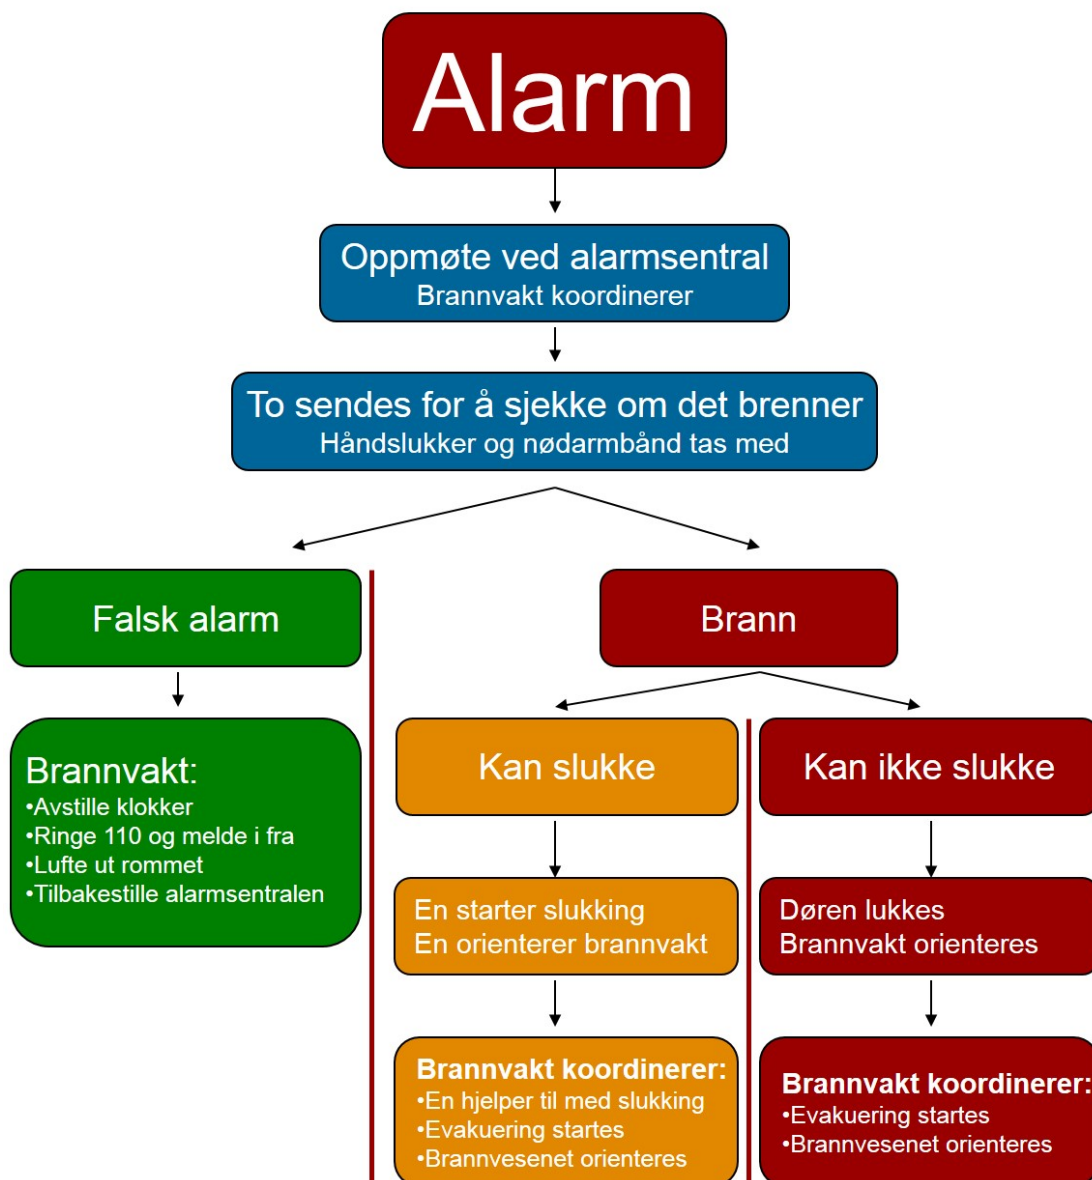 Alarm
Oppmøte ved alarmsentral
Brannvakt koordinerer
To sendes for å sjekke om det brenner
Håndslukker og nødarmbånd tas med
Falsk alarm
Brannvakt:
•Avstille klokker
•Ringe 110 og melde i fra
•Lufte ut rommet
•Tilbakestille alarmsentralen
Brann
Kan slukke
En starter slukking
En orienterer brannvakt
Brannvakt koordinerer:
•En hjelper til med slukking
•Evakuering startes
•Brannvesenet orienteres
Kan ikke slukke
Døren lukkes
Brannvakt orienteres
Brannvakt koordinerer:
•Evakuering startes
•Brannvesenet orienteres